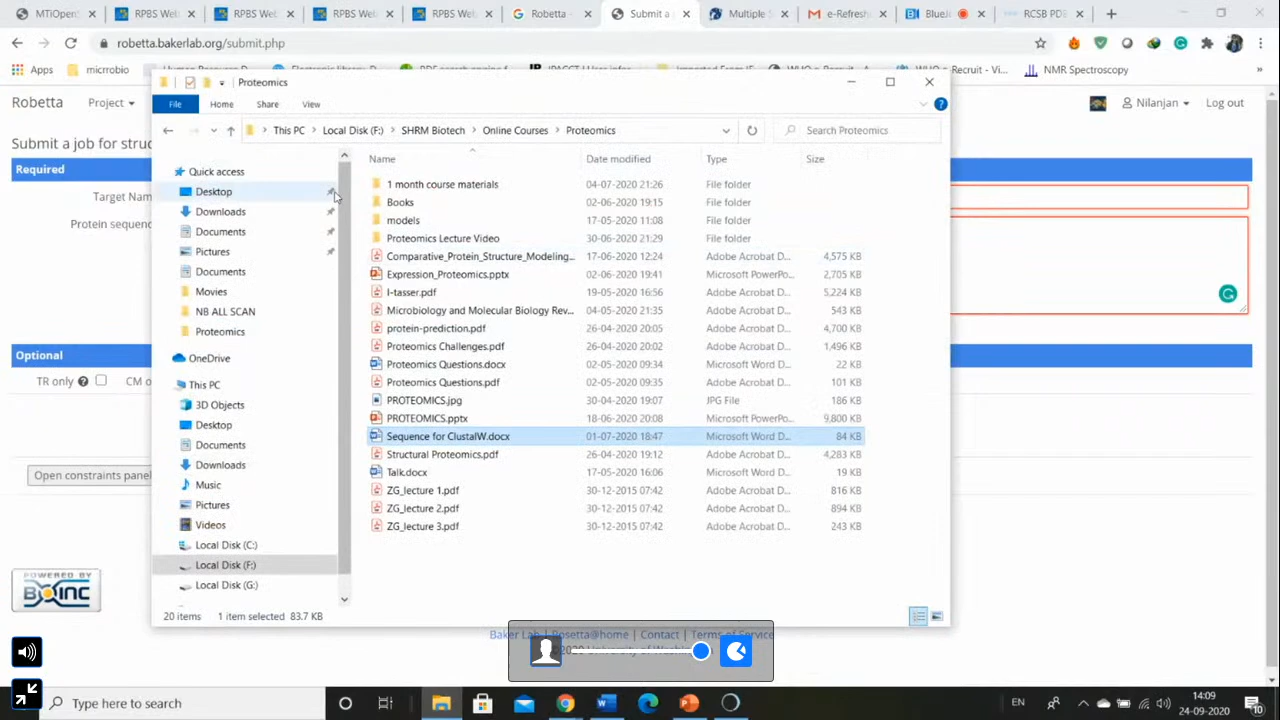 MTiOpen
RPBS Web
RPBS Web
RPBS Web
RPBS Web
Robetta -
Submit a j
Multiple S
e-Refresh
BlueJ
RCSB PD
robetta.bakerlab.org/submit.php
Apps
micrrobio
NMR Spectroscopy
Robetta
Project
Nilanjan
Log out
Submit a job for struc
Required
Target Nam
Protein sequenc
Optional
TR only
CM o
Open constraints panel
POWERED BY
BOINC
Proteomics
File
Home
Share
View
This PC > Local Disk (F:) > SHRM Biotech > Online Courses > Proteomics
Search Proteomics
Quick access
Desktop
Downloads
Documents
Pictures
Documents
Movies
NB ALL SCAN
Proteomics
OneDrive
This PC
3D Objects
Desktop
Documents
Downloads
Music
Pictures
Videos
Local Disk (C:)
Local Disk (F:)
Local Disk (G:)
Name Date modified Type Size
1 month course materials 04-07-2020 21:26 File folder
Books 02-06-2020 19:15 File folder
models 17-05-2020 11:08 File folder
Proteomics Lecture Video 30-06-2020 21:29 File folder
Comparative_Protein_Structure_Modeling... 17-06-2020 12:24 Adobe Acrobat D... 4,575 KB
Expression_Proteomics.pptx 02-06-2020 19:41 Microsoft PowerPo... 2,705 KB
I-tasser.pdf 19-05-2020 16:56 Adobe Acrobat D... 5,224 KB
Microbiology and Molecular Biology Rev... 04-05-2020 21:35 Adobe Acrobat D... 543 KB
protein-prediction.pdf 26-04-2020 20:05 Adobe Acrobat D... 4,700 KB
Proteomics Challenges.pdf 26-04-2020 20:02 Adobe Acrobat D... 1,496 KB
Proteomics Questions.docx 02-05-2020 09:34 Microsoft Word D... 22 KB
Proteomics Questions.pdf 02-05-2020 09:35 Adobe Acrobat D... 101 KB
PROTEOMICS.jpg 30-04-2020 19:07 JPG File 186 KB
PROTEOMICS.pptx 18-06-2020 20:08 Microsoft PowerPo... 9,800 KB
Sequence for ClustalW.docx 01-07-2020 18:47 Microsoft Word D... 84 KB
Structural Proteomics.pdf 26-04-2020 19:12 Adobe Acrobat D... 4,283 KB
Talk.docx 17-05-2020 16:06 Microsoft Word D... 19 KB
ZG_lecture 1.pdf 30-12-2015 07:42 Adobe Acrobat D... 816 KB
ZG_lecture 2.pdf 30-12-2015 07:42 Adobe Acrobat D... 894 KB
ZG_lecture 3.pdf 30-12-2015 07:42 Adobe Acrobat D... 243 KB
20 items 1 item selected 83.7 KB
Baker Lab | Rosetta@home | Contact | Terms of Service
©2020 University of Washington
Type here to search
EN
14:09
24-09-2020
10